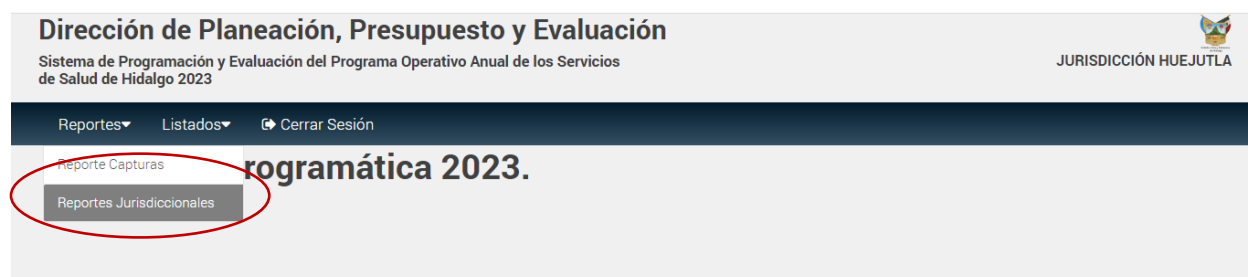 Dirección de Planeación, Presupuesto y Evaluación
Sistema de Programación y Evaluación del Programa Operativo Anual de los Servicios
de Salud de Hidalgo 2023
JURISDICCIÓN HUEJUTLA
Reportes Listados Cerrar Sesión
Reporte Capturas
rogramática 2023.
Reportes Jurisdiccionales